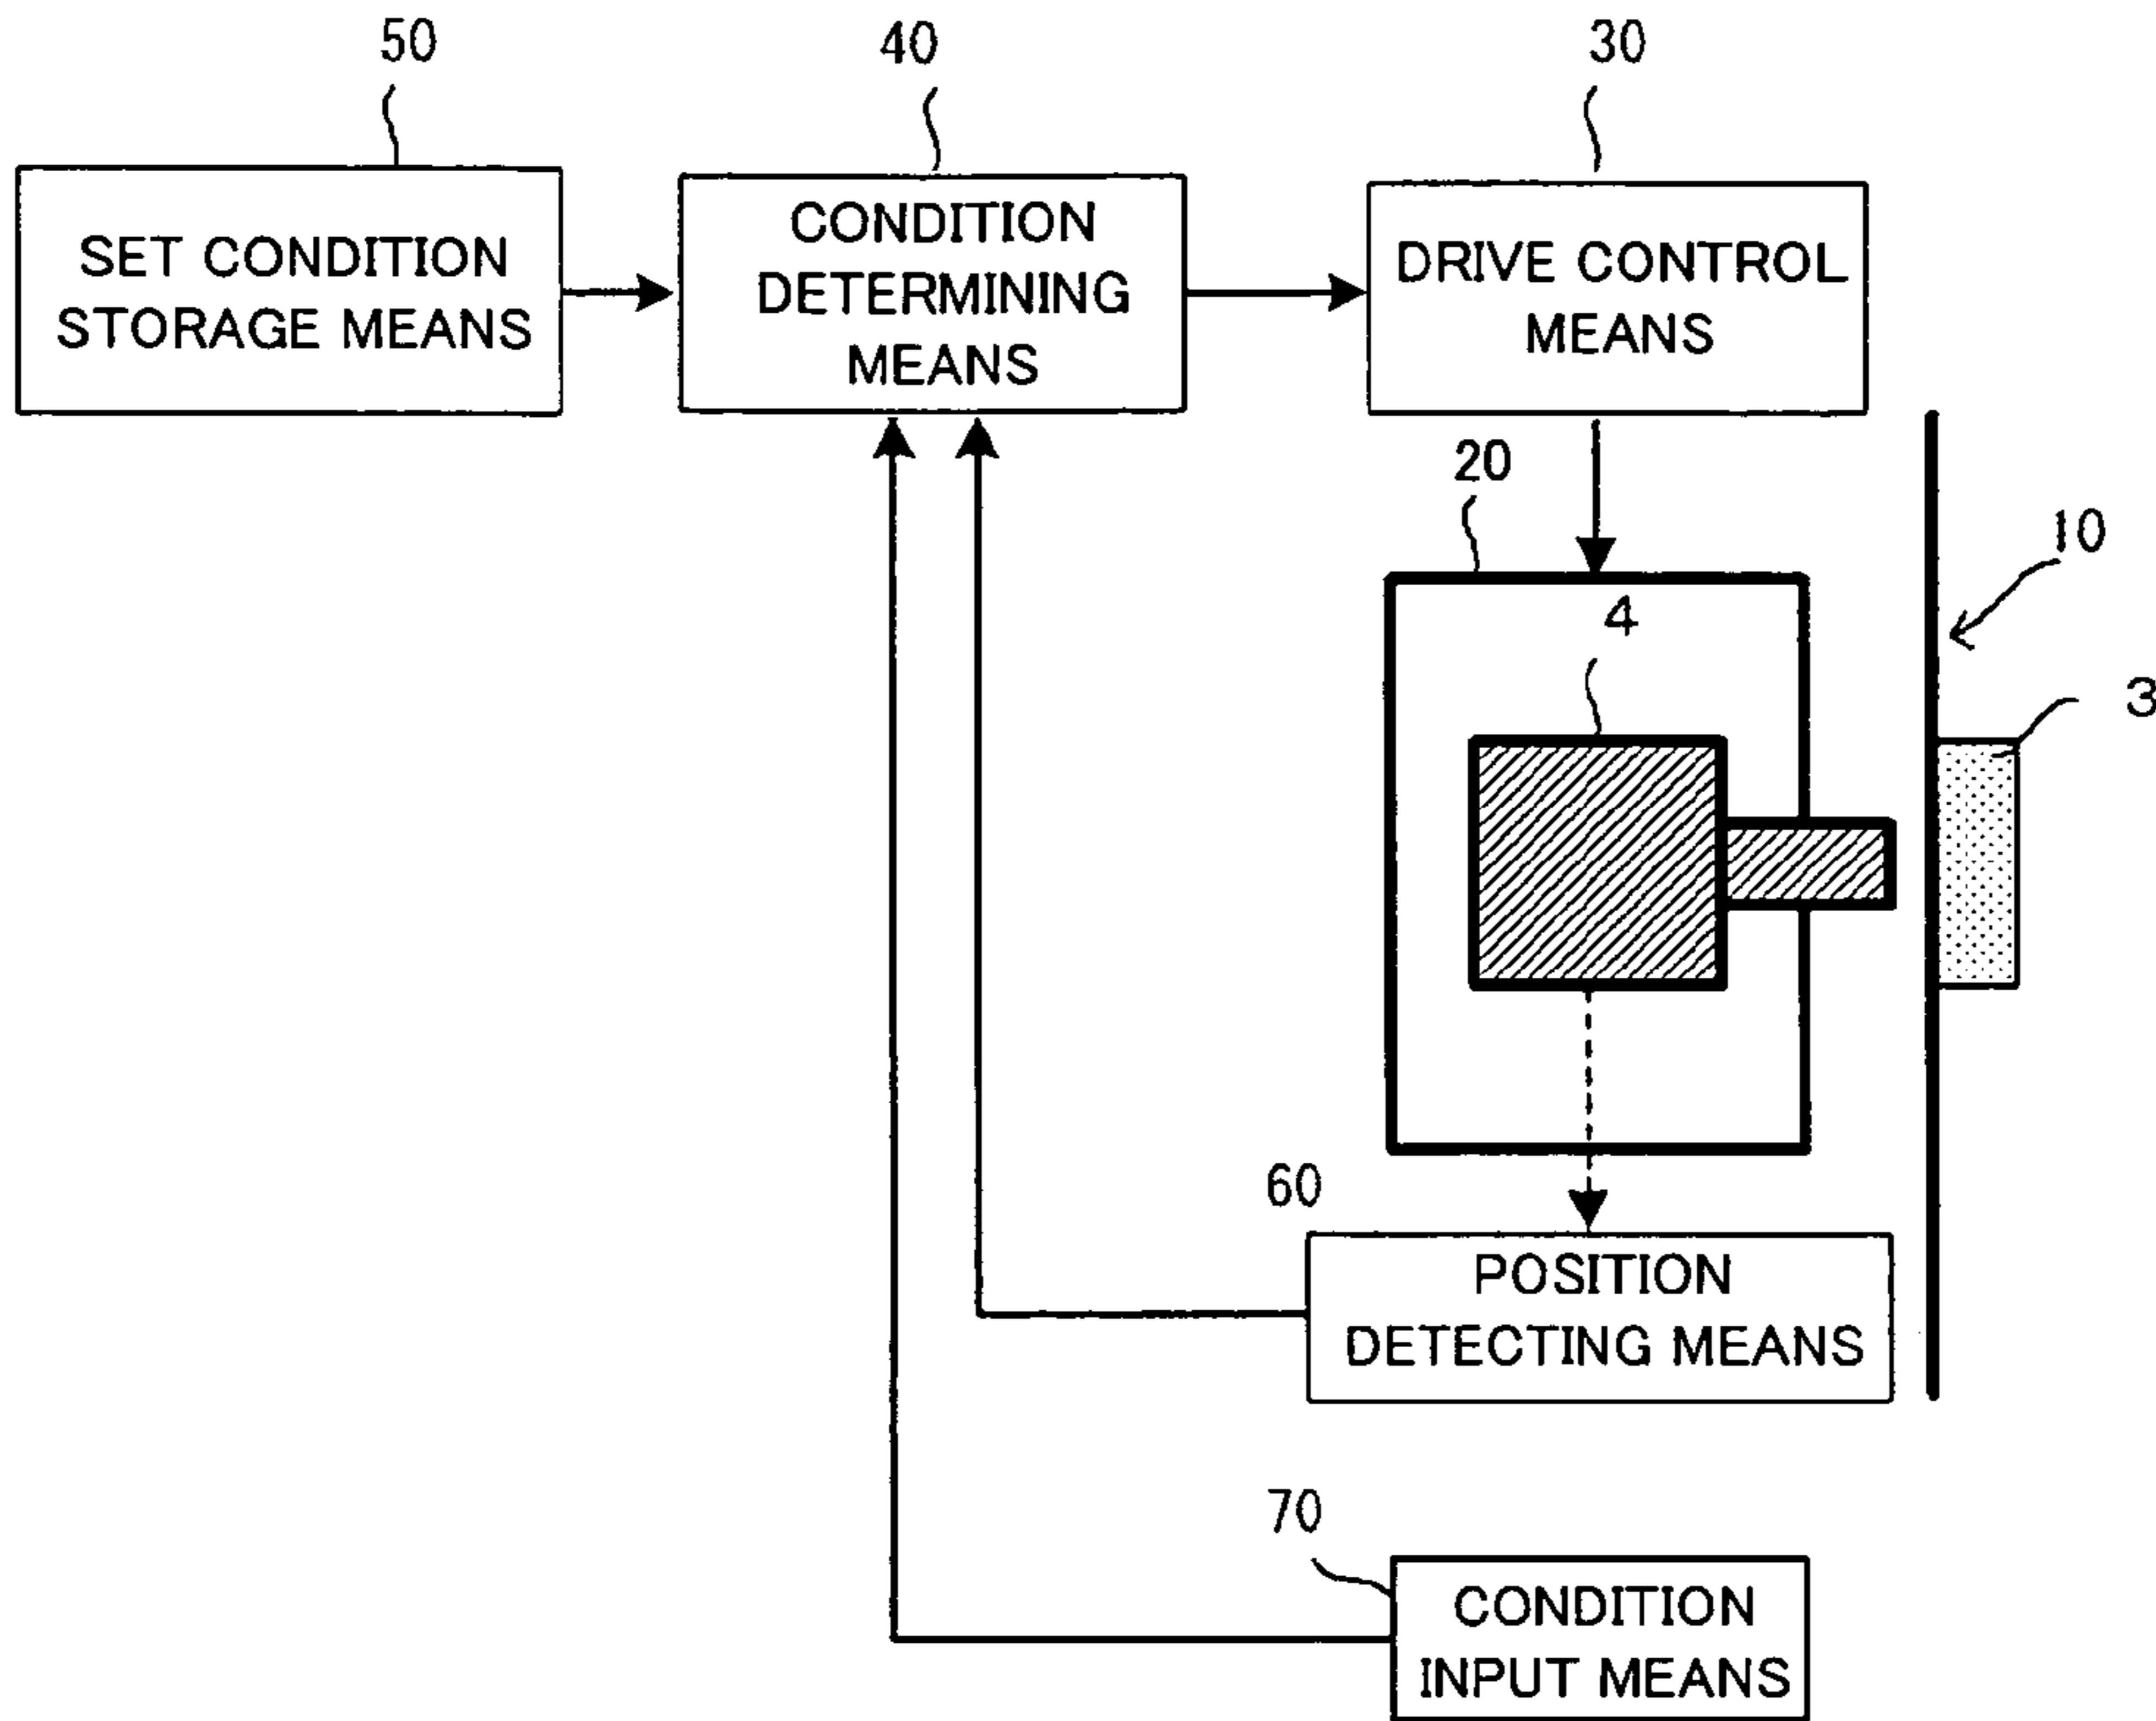 50
40
30
SET CONDITION
STORAGE MEANS
CONDITION
DETERMINING
MEANS
DRIVE CONTROL
MEANS
20
10
4
3
60
POSITION
DETECTING MEANS
70
CONDITION
INPUT MEANS